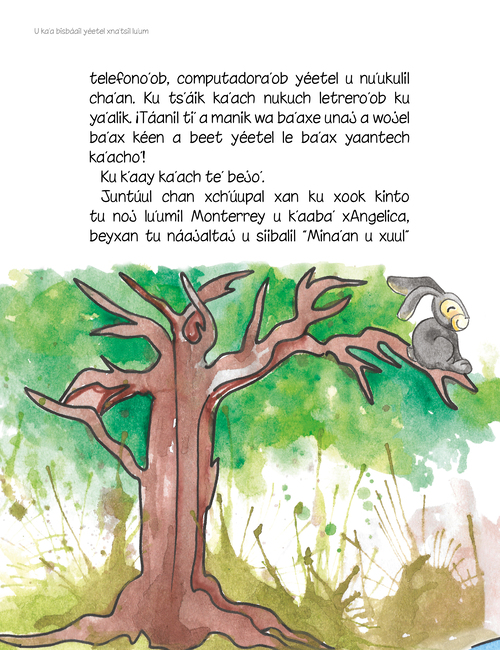 U ka'a bisbáail yéetel xna'tsil lu'um
telefono'ob, computadora'ob yéetel u nu'ukulil
cha'an. Ku ts'áik ka'ach nukuch letrero'ob ku
ya'alik. ¡Táanil ti' a manik wa ba'axe unaj a wojel
ba'ax kéen a beet yéetel le ba'ax yaantech
ka'acho'!
Ku k'aay ka'ach te' bejo'.
Juntúul chan xch'úupal xan ku xook kinto
tu noj lu'umil Monterrey u k'aaba' xAngelica,
beyxan tu náajaltaj u síibalil "Mina'an u xuul"